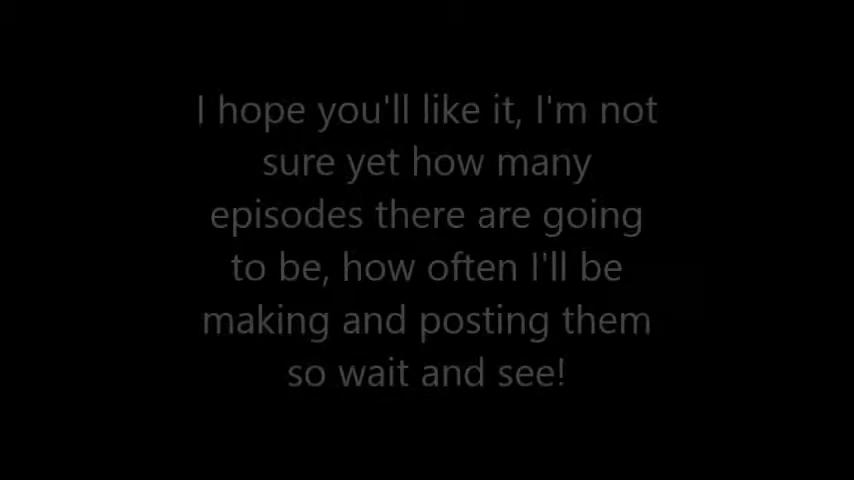 I hope you'll like it, I'm not
sure yet how many
episodes there are going
to be, how often I'll be
making and posting them
so wait and see!